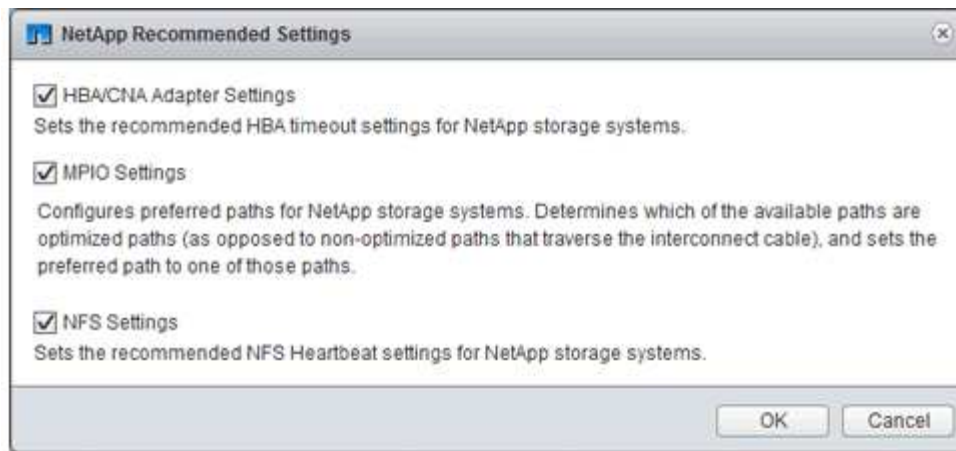 NetApp Recommended Settings
HBA/CNA Adapter Settings
Sets the recommended HBA timeout settings for NetApp storage systems.
MPIO Settings
Configures preferred paths for NetApp storage systems. Determines which of the available paths are
optimized paths (as opposed to non-optimized paths that traverse the interconnect cable), and sets the
preferred path to one of those paths.
NFS Settings
Sets the recommended NFS Heartbeat settings for NetApp storage systems.
OK Cancel